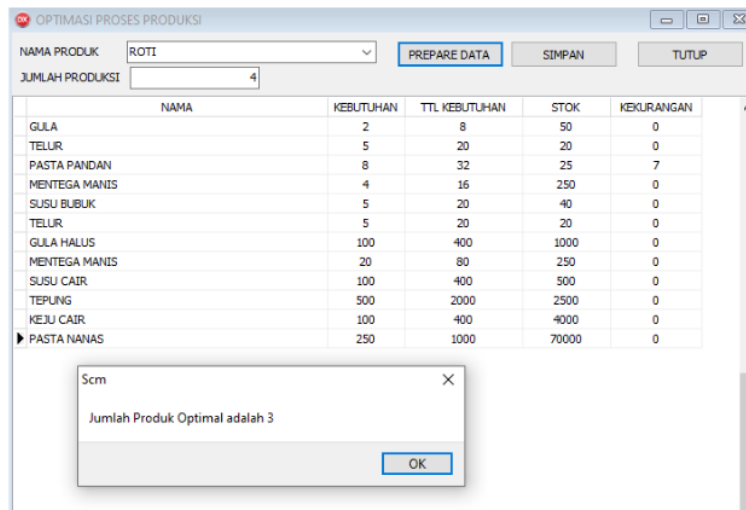 OPTIMASI PROSES PRODUKSI
NAMA PRODUK ROTI PREPARE DATA SIMPAN TUTUP
JUMLAH PRODUKSI 4
NAMA KEBUTUHAN TTL KEBUTUHAN STOK KEKURANGAN
GULA 2 8 50 0
TELUR 5 20 20 0
PASTA PANDAN 8 32 25 7
MENTEGA MANIS 4 16 250 0
SUSU BUBUK 5 20 40 0
TELUR 5 20 20 0
GULA HALUS 100 400 1000 0
MENTEGA MANIS 20 80 250 0
SUSU CAIR 100 400 500 0
TEPUNG 500 2000 2500 0
KEJU CAIR 100 400 4000 0
PASTA NANAS 250 1000 70000 0
Scm
Jumlah Produk Optimal adalah 3
OK